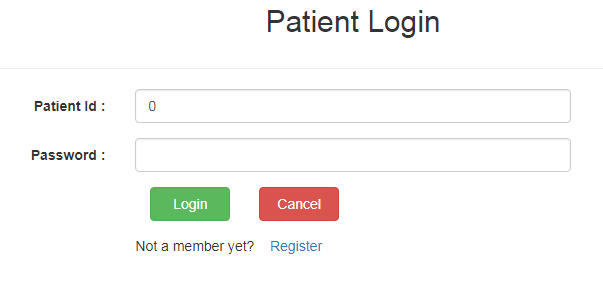 Patient Login
Patient Id : 0
Password :
Login Cancel
Not a member yet? Register